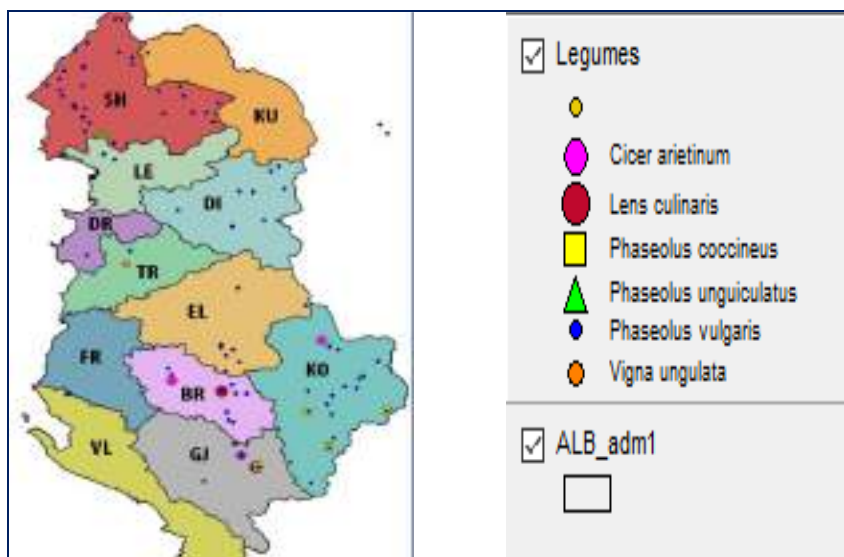 SH
KU
LE
DI
DR
TR
EL
FR
KO
BR
VL
GJ
Legumes
Cicer arietinum
Lens culinaris
Phaseolus coccineus
Phaseolus unguiculatus
Phaseolus vulgaris
Vigna ungulata
ALB_adm1